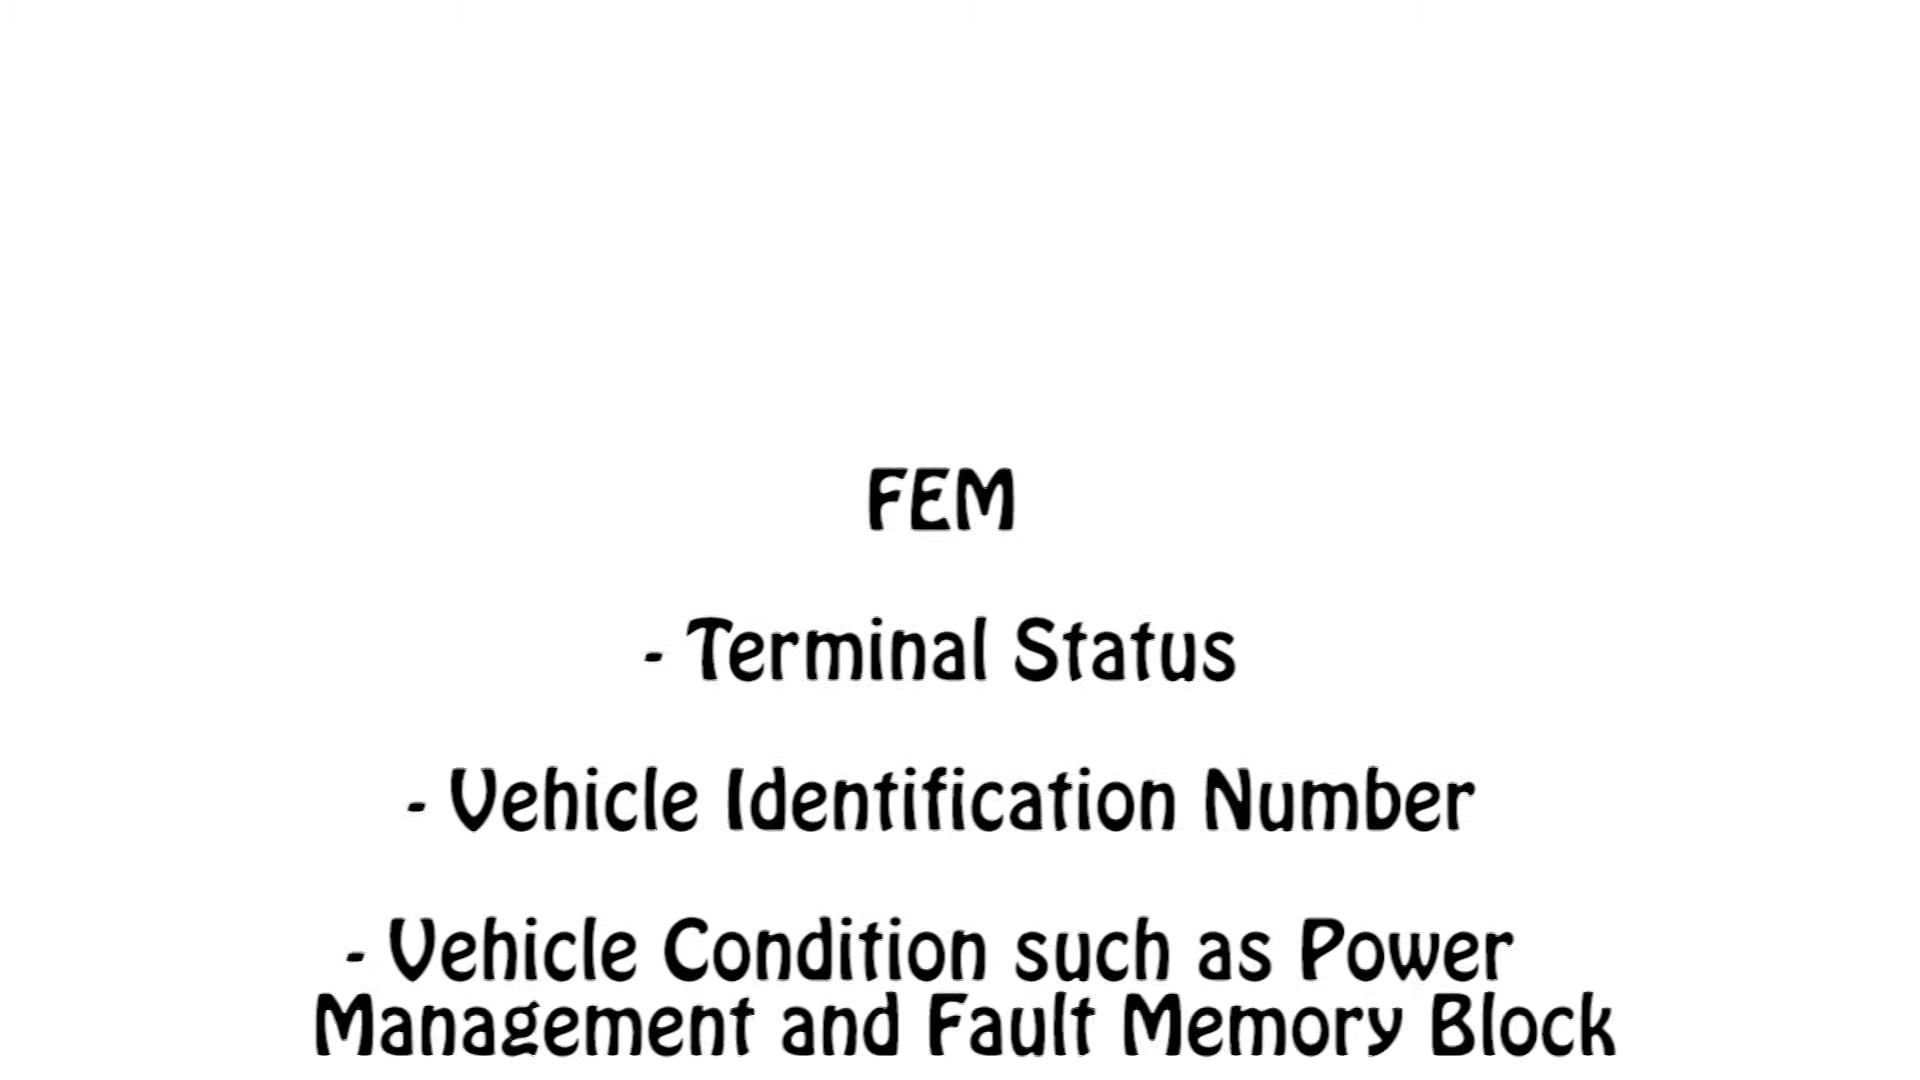 FEM
- Terminal Status
- Vehicle Identification Number
- Vehicle Condition such as Power
Management and Fault Memory Block